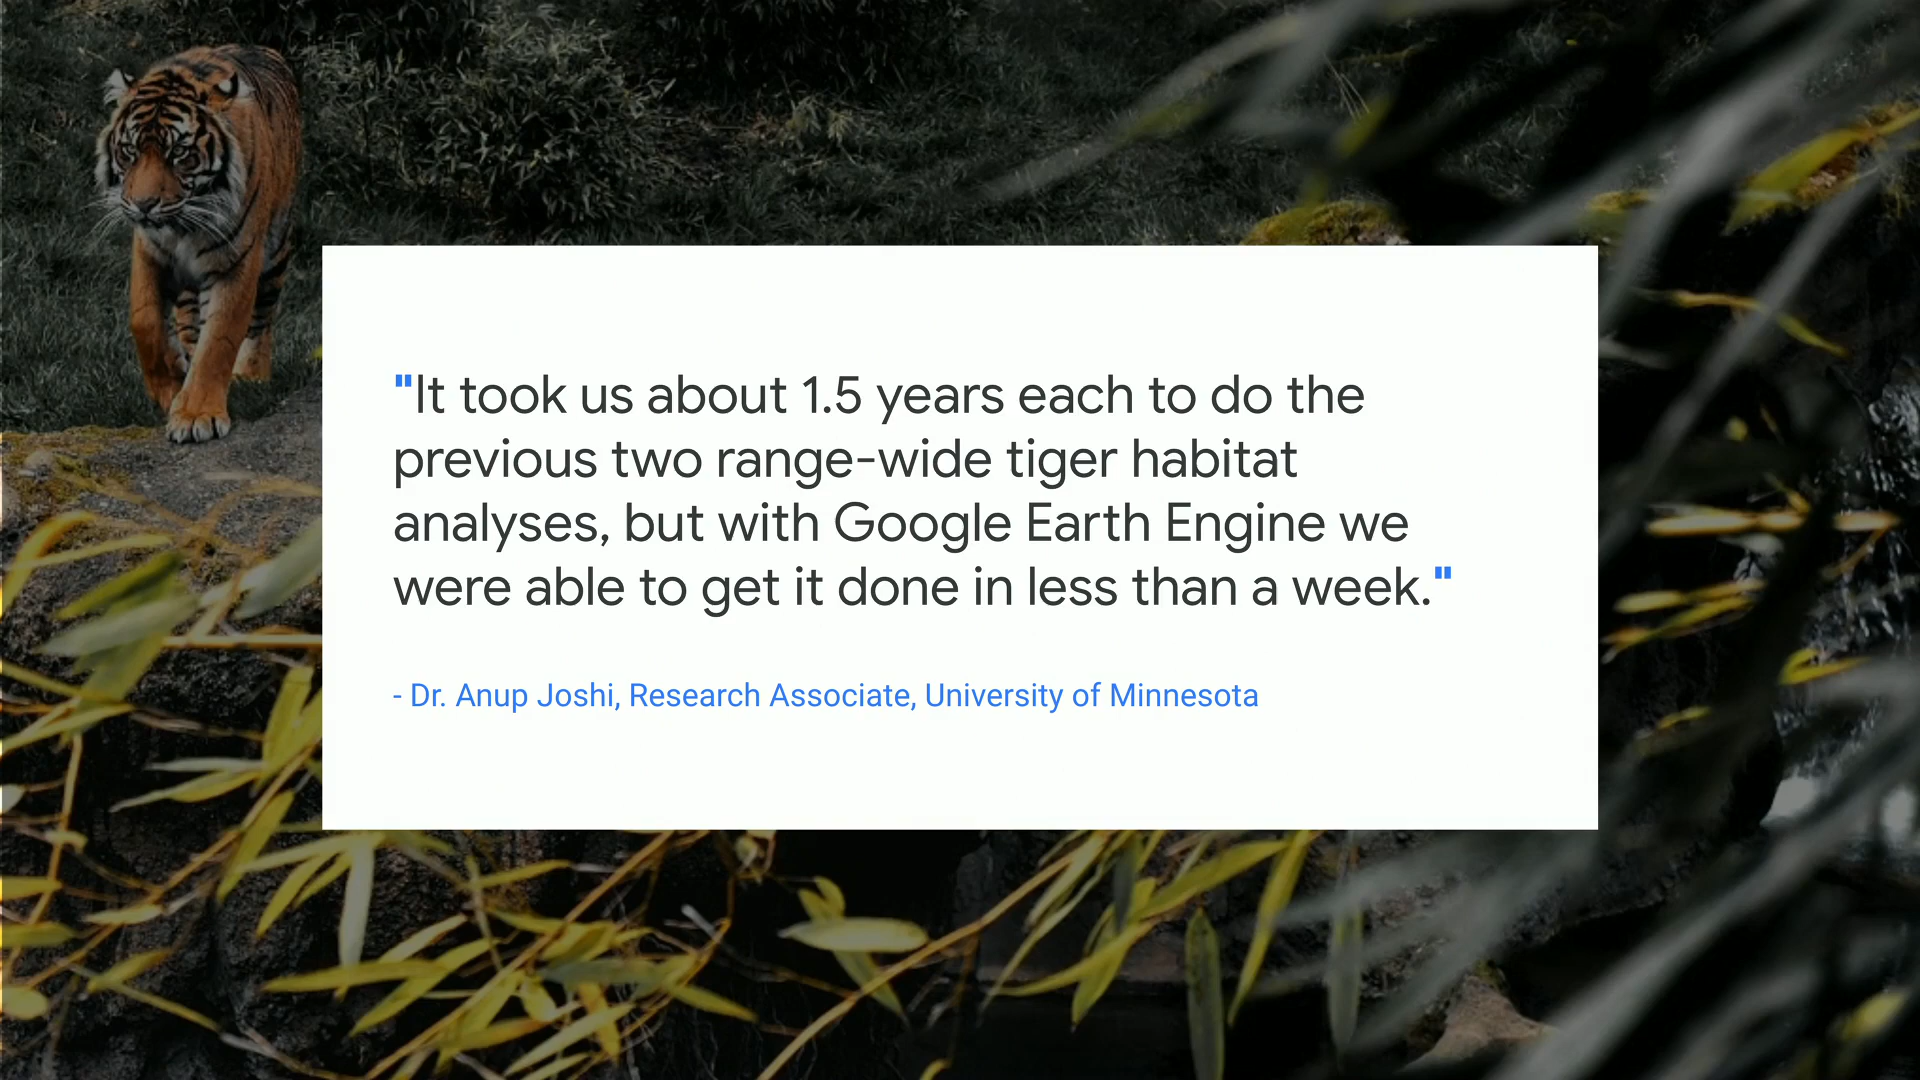 "It took us about 1.5 years each to do the
previous two range-wide tiger habitat
analyses, but with Google Earth Engine we
were able to get it done in less than a week."
- Dr. Anup Joshi, Research Associate, University of Minnesota